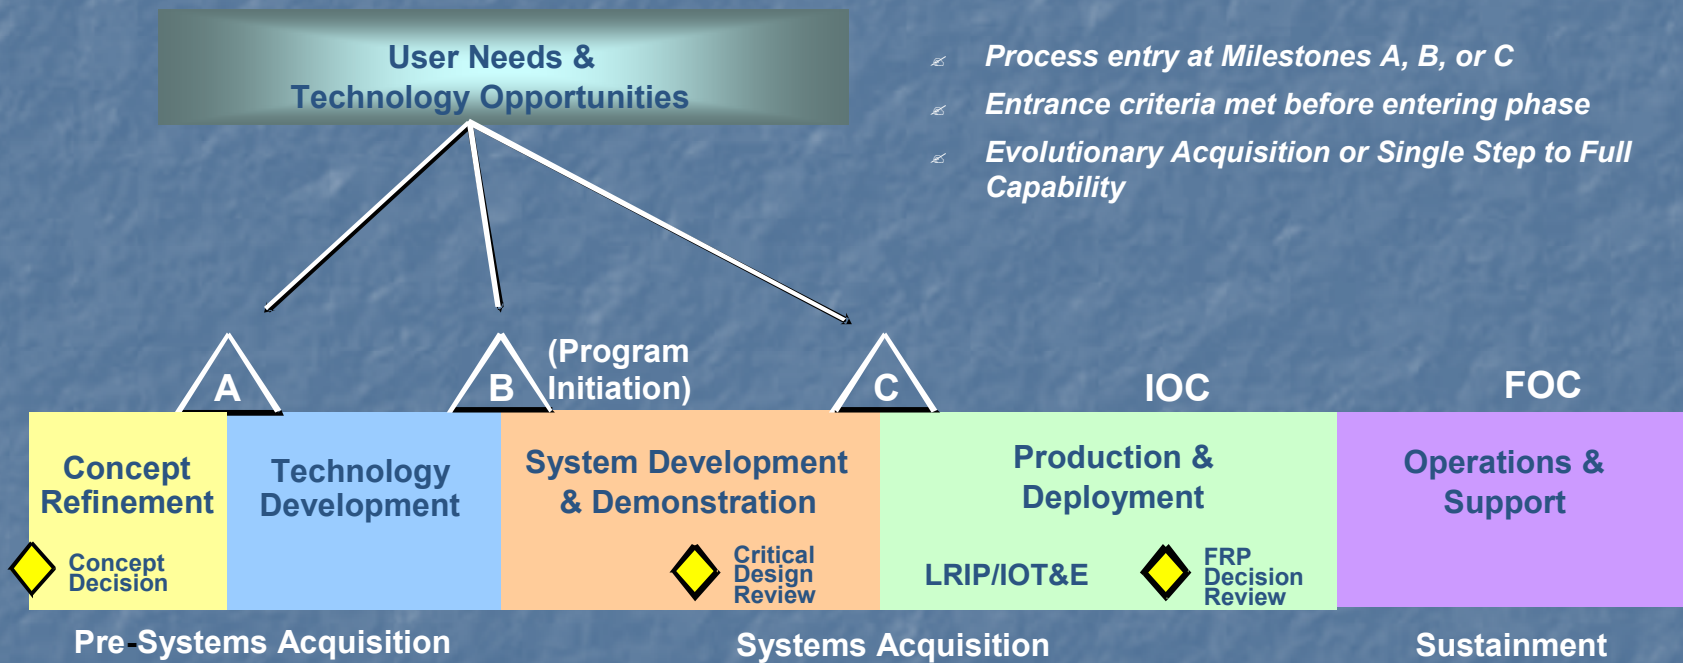 User Needs &
Technology Opportunities
Process entry at Milestones A, B, or C
Entrance criteria met before entering phase
Evolutionary Acquisition or Single Step to Full
Capability
A
B
(Program
Initiation)
C
IOC
FOC
Concept
Refinement
Technology
Development
System Development
& Demonstration
Production &
Deployment
Operations &
Support
Concept
Decision
Critical
Design
Review
LRIP/IOT&E
FRP
Decision
Review
Pre-Systems Acquisition
Systems Acquisition
Sustainment